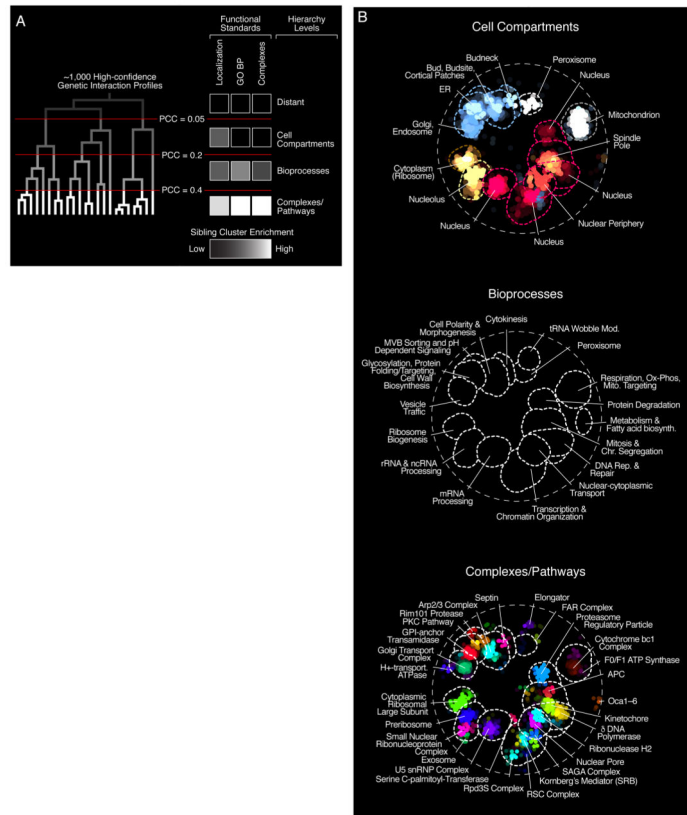 A
Functional
Standards
Hierarchy
Levels
Localization
GO BP
Complexes
~1,000 High-confidence
Genetic Interaction Profiles
Distant
PCC = 0.05
Cell
Compartments
PCC = 0.2
Bioprocesses
PCC = 0.4
Complexes/
Pathways
Sibling Cluster Enrichment
Low
High
B
Cell Compartments
Budneck
Bud, Budsite,
Cortical Patches
ER
Golgi,
Endosome
Cytoplasm
(Ribosome)
Nucleolus
Nucleus
Peroxisome
Nucleus
Mitochondrion
Spindle
Pole
Nucleus
Nuclear Periphery
Nucleus
Bioprocesses
Cytokinesis
Cell Polarity &
Morphogenesis
MVB Sorting and pH
Dependent Signaling
Glycosylation, Protein
Folding/Targeting,
Cell Wall
Biosynthesis
Vesicle
Traffic
Ribosome
Biogenesis
rRNA & ncRNA
Processing
mRNA
Processing
tRNA Wobble Mod.
Peroxisome
Respiration, Ox-Phos,
Mito. Targeting
Protein Degradation
Metabolism &
Fatty acid biosynth.
Mitosis &
Chr. Segregation
DNA Rep. &
Repair
Nuclear-cytoplasmic
Transport
Transcription &
Chromatin Organization
Complexes/Pathways
Septin
Arp2/3 Complex
Rim101 Protease
PKC Pathway
GPI-anchor
Transamidase
Golgi Transport
Complex
H+-transport.
ATPase
Cytoplasmic
Ribosomal
Large Subunit
Preribosome
Small Nuclear
Ribonucleoprotein
Complex
Exosome
U5 snRNP Complex
Serine C-palmitoyl-Transferase
Rpd3S Complex
Elongator
FAR Complex
Proteasome
Regulatory Particle
Cytochrome bc1
Complex
F0/F1 ATP Synthase
APC
Oca1–6
Kinetochore
δ DNA
Polymerase
Ribonuclease H2
Nuclear Pore
SAGA Complex
Kornberg's Mediator (SRB)
RSC Complex